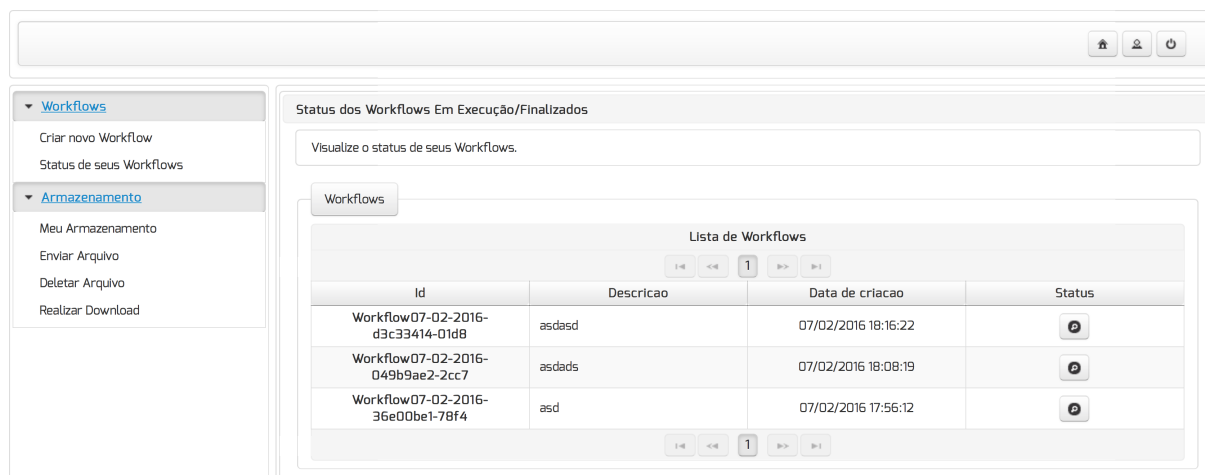 Workflows
Criar novo Workflow
Status de seus Workflows
Armazenamento
Meu Armazenamento
Enviar Arquivo
Deletar Arquivo
Realizar Download
Status dos Workflows Em Execução/Finalizados
Visualize o status de seus Workflows.
Workflows
Lista de Workflows
1
Id Descricao Data de criacao Status
Workflow07-02-2016-
d3c33414-01d8
asdasd 07/02/2016 18:16:22
Workflow07-02-2016-
049b9ae2-2cc7
asdads 07/02/2016 18:08:19
Workflow07-02-2016-
36e00be1-78f4
asd 07/02/2016 17:56:12
1